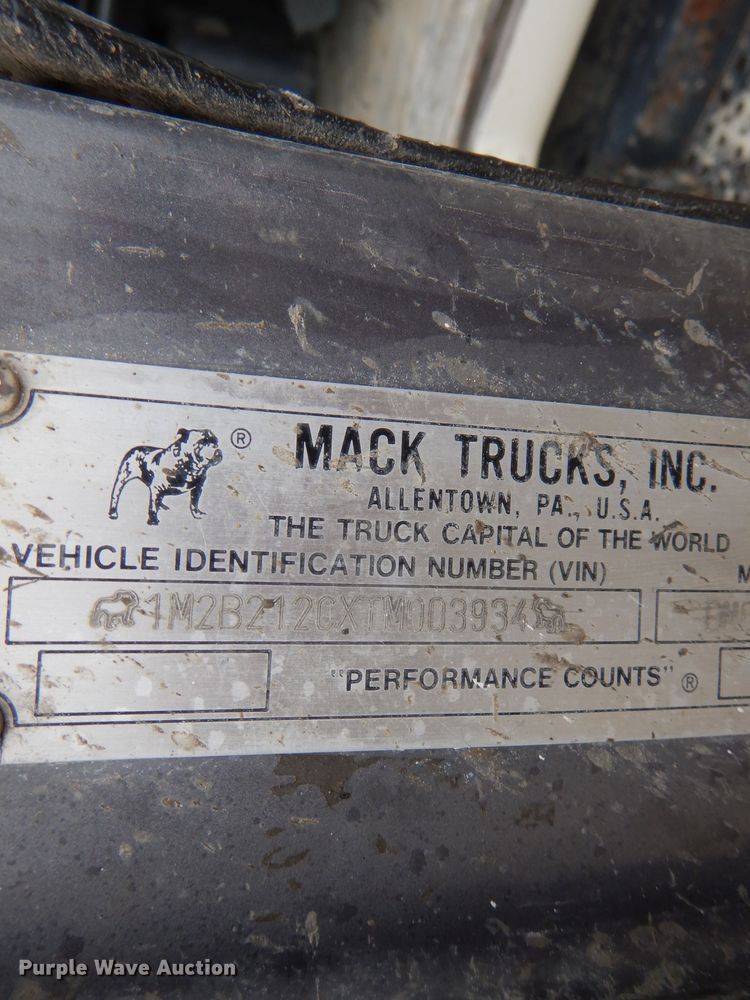 ®
MACK TRUCKS, INC.
ALLENTOWN, PA., U.S.A.
THE TRUCK CAPITAL OF THE WORLD
VEHICLE IDENTIFICATION NUMBER (VIN) M
1M2B212CXTM003934
"PERFORMANCE COUNTS" ®
Purple Wave Auction